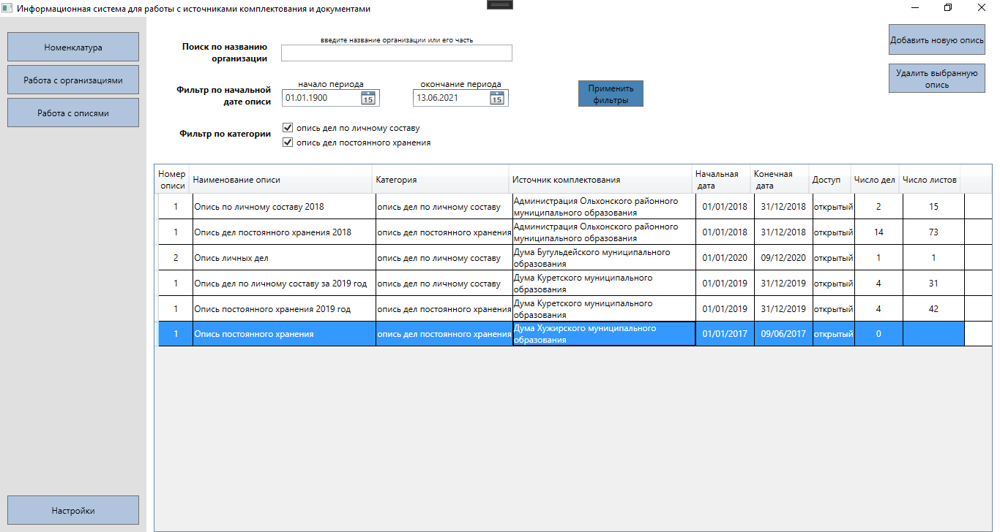 Информационная система для работы с источниками комплектования и документами
Номенклатура
Работа с организациями
Работа с описями
Настройки
введите название организации или его часть
Поиск по названию
организации
Фильтр по начальной
дате описи
начало периода
01.01.1900
15
окончание периода
13.06.2021
15
Применить
фильтры
Фильтр по категории
опись дел по личному составу
опись дел постоянного хранения
Добавить новую опись
Удалить выбранную
опись
Номер описи Наименование описи Категория Источник комплектования Начальная дата Конечная дата Доступ Число дел Число листов
1 Опись по личному составу 2018 опись дел по личному составу Администрация Ольхонского районного муниципального образования 01/01/2018 31/12/2018 открытый 2 15
1 Опись дел постоянного хранения 2018 опись дел постоянного хранения Администрация Ольхонского районного муниципального образования 01/01/2018 31/12/2018 открытый 14 73
2 Опись личных дел опись дел по личному составу Дума Бугульдейского муниципального образования 01/01/2020 09/12/2020 открытый 1 1
1 Опись дел по личному составу за 2019 год опись дел по личному составу Дума Куретского муниципального образования 01/01/2019 31/12/2019 открытый 4 31
1 Опись постоянного хранения 2019 год опись дел постоянного хранения Дума Куретского муниципального образования 01/01/2019 31/12/2019 открытый 4 42
1 Опись постоянного хранения опись дел постоянного хранения Дума Хужирского муниципального образования 01/01/2017 09/06/2017 открытый 0